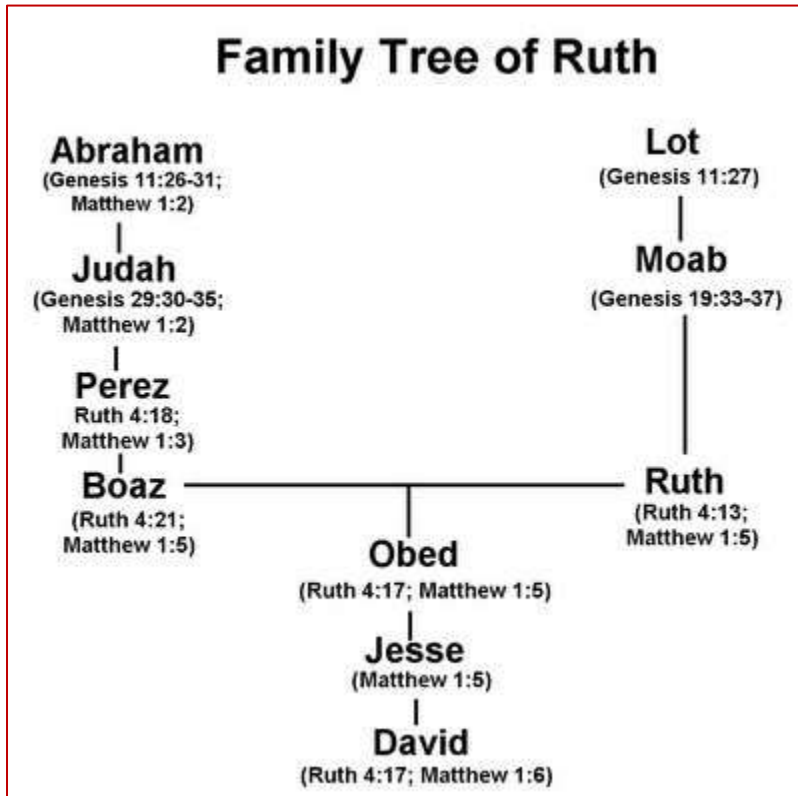 Family Tree of Ruth
Abraham
(Genesis 11:26-31;
Matthew 1:2)
Lot
(Genesis 11:27)
Judah
(Genesis 29:30-35;
Matthew 1:2)
Moab
(Genesis 19:33-37)
Perez
Ruth 4:18;
Matthew 1:3)
Boaz
(Ruth 4:21;
Matthew 1:5)
Ruth
(Ruth 4:13;
Matthew 1:5)
Obed
(Ruth 4:17; Matthew 1:5)
Jesse
(Matthew 1:5)
David
(Ruth 4:17; Matthew 1:6)